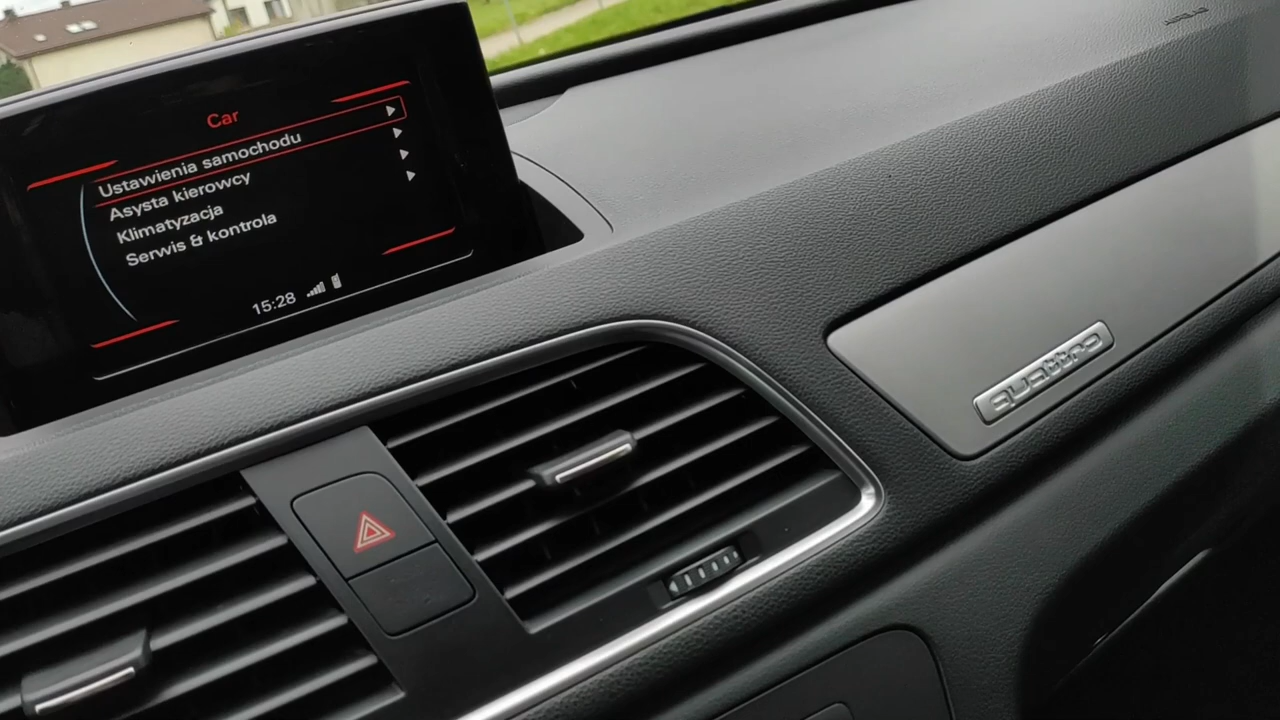 Car
Ustawienia samochodu
Asysta kierowcy
Klimatyzacja
Serwis & kontrola
15:28
quattro